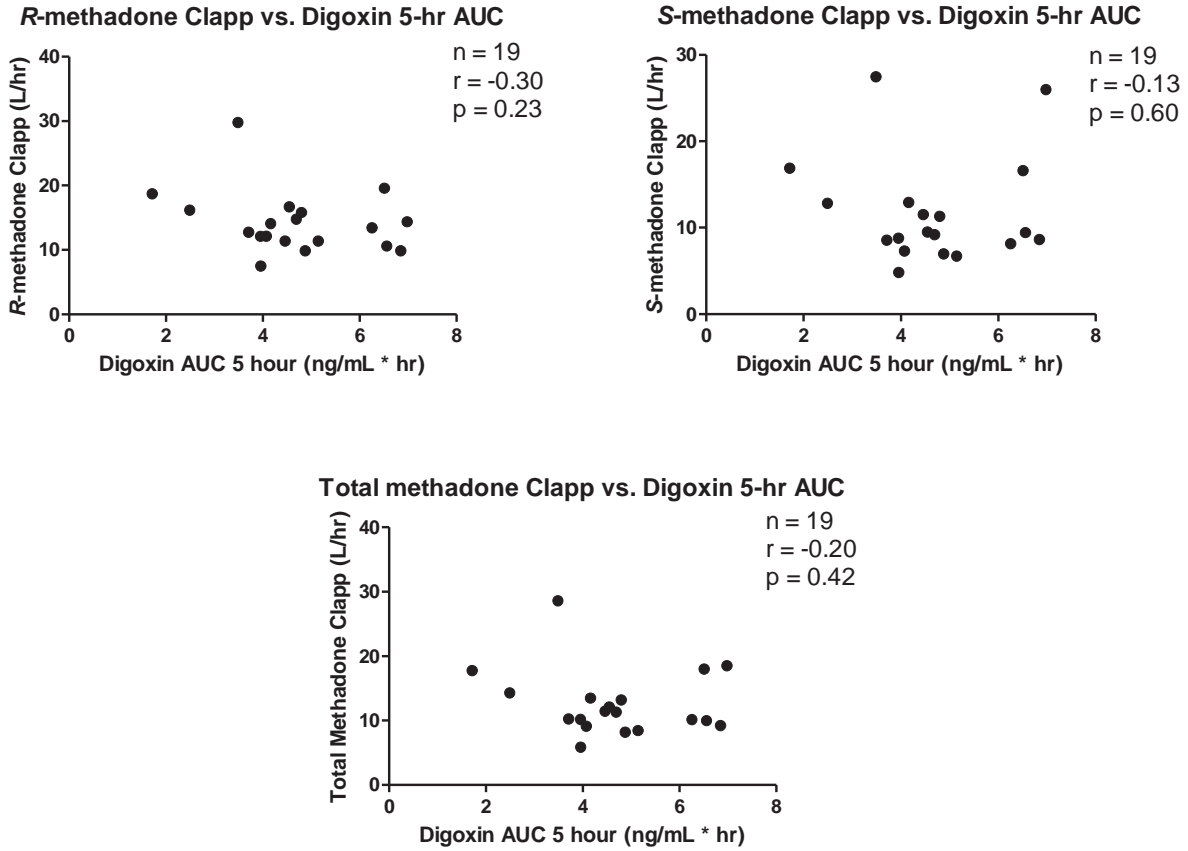 R-methadone Clapp vs. Digoxin 5-hr AUC
n = 19
r = -0.30
p = 0.23
R-methadone Clapp (L/hr)
40
30
20
10
0
0 2 4 6 8
Digoxin AUC 5 hour (ng/mL * hr)
S-methadone Clapp vs. Digoxin 5-hr AUC
n = 19
r = -0.13
p = 0.60
S-methadone Clapp (L/hr)
30
20
10
0
0 2 4 6 8
Digoxin AUC 5 hour (ng/mL * hr)
Total methadone Clapp vs. Digoxin 5-hr AUC
n = 19
r = -0.20
p = 0.42
Total Methadone Clapp (L/hr)
40
30
20
10
0
0 2 4 6 8
Digoxin AUC 5 hour (ng/mL * hr)